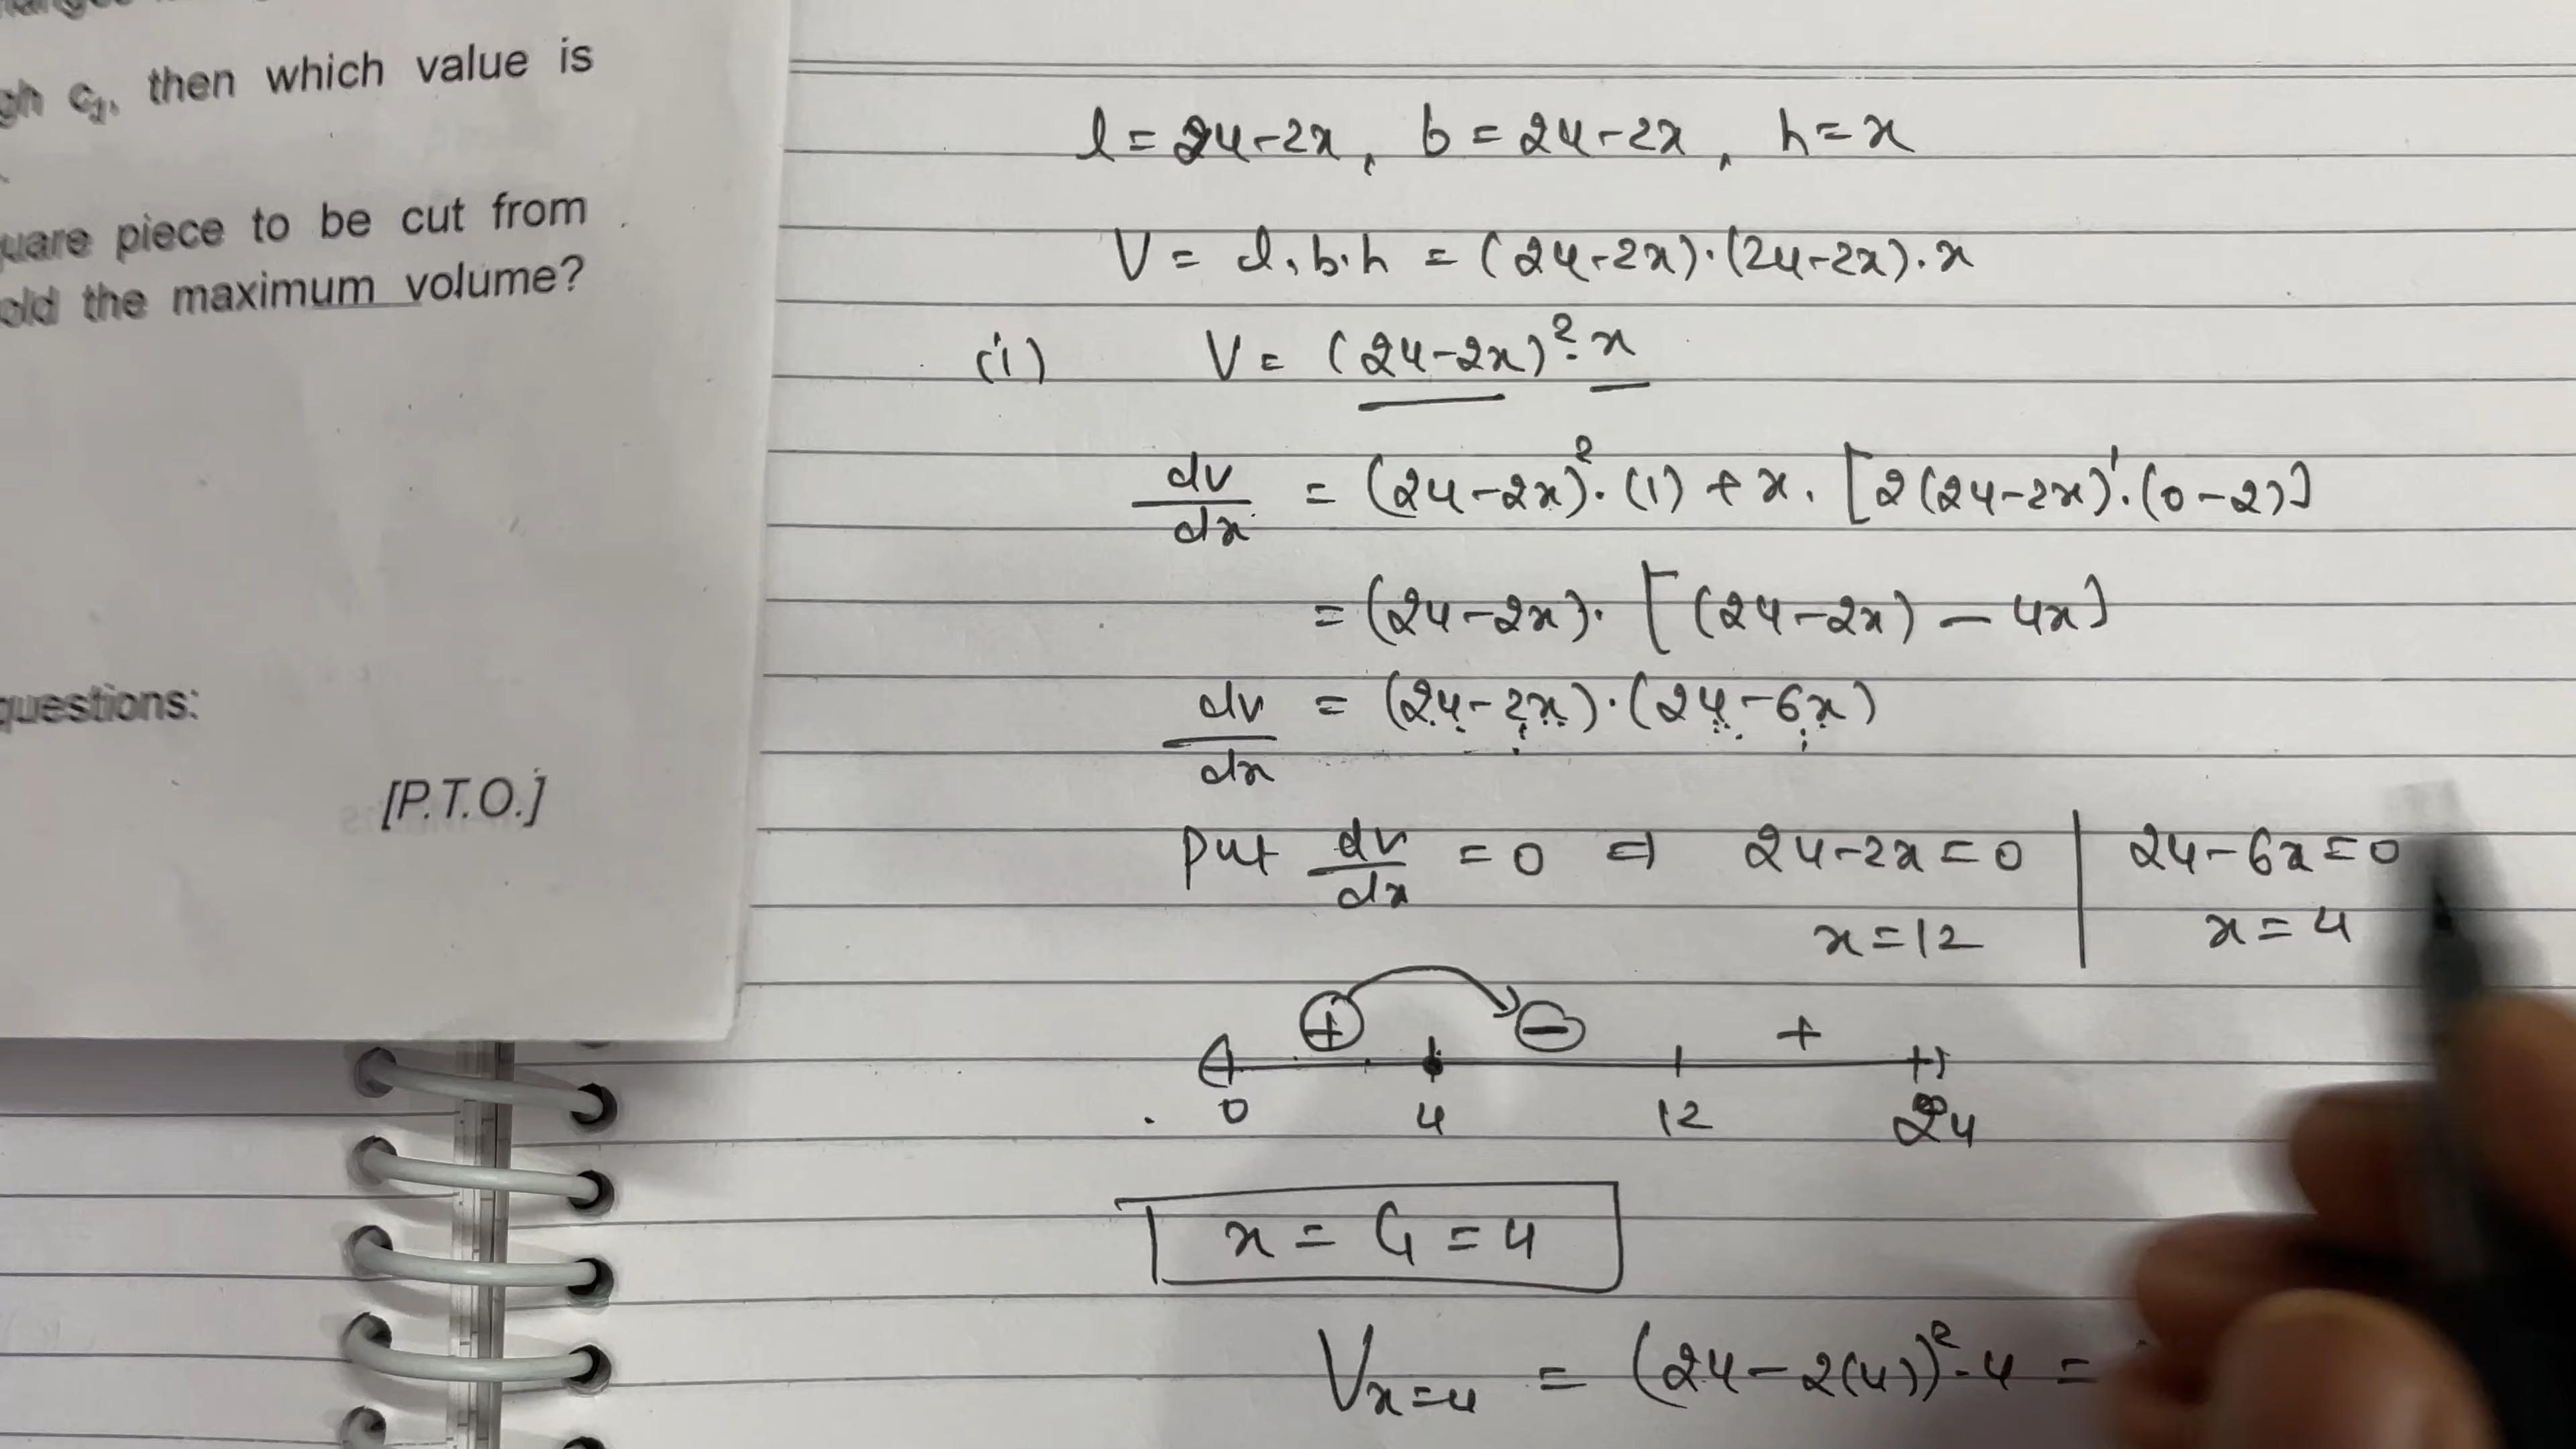 then which value is
piece to be cut from
the maximum volume?
questions:
[P.T.O.]
l = 24-2x, b = 24-2x, h = x
V = l.b.h = (24-2x).(24-2x).x
(i) V = (24-2x)².x
dv/dx = (24-2x)².(1) + x.[2(24-2x)¹.(0-2)]
= (24-2x).[(24-2x) - 4x]
dv/dx = (24-2x).(24-6x)
Put dv/dx = 0 ⇒ 24-2x=0 | 24-6x=0
x=12 | x=4
+ - +
0 4 12 24
x = C₁ = 4
Vx=4 = (24-2(4))².4 =